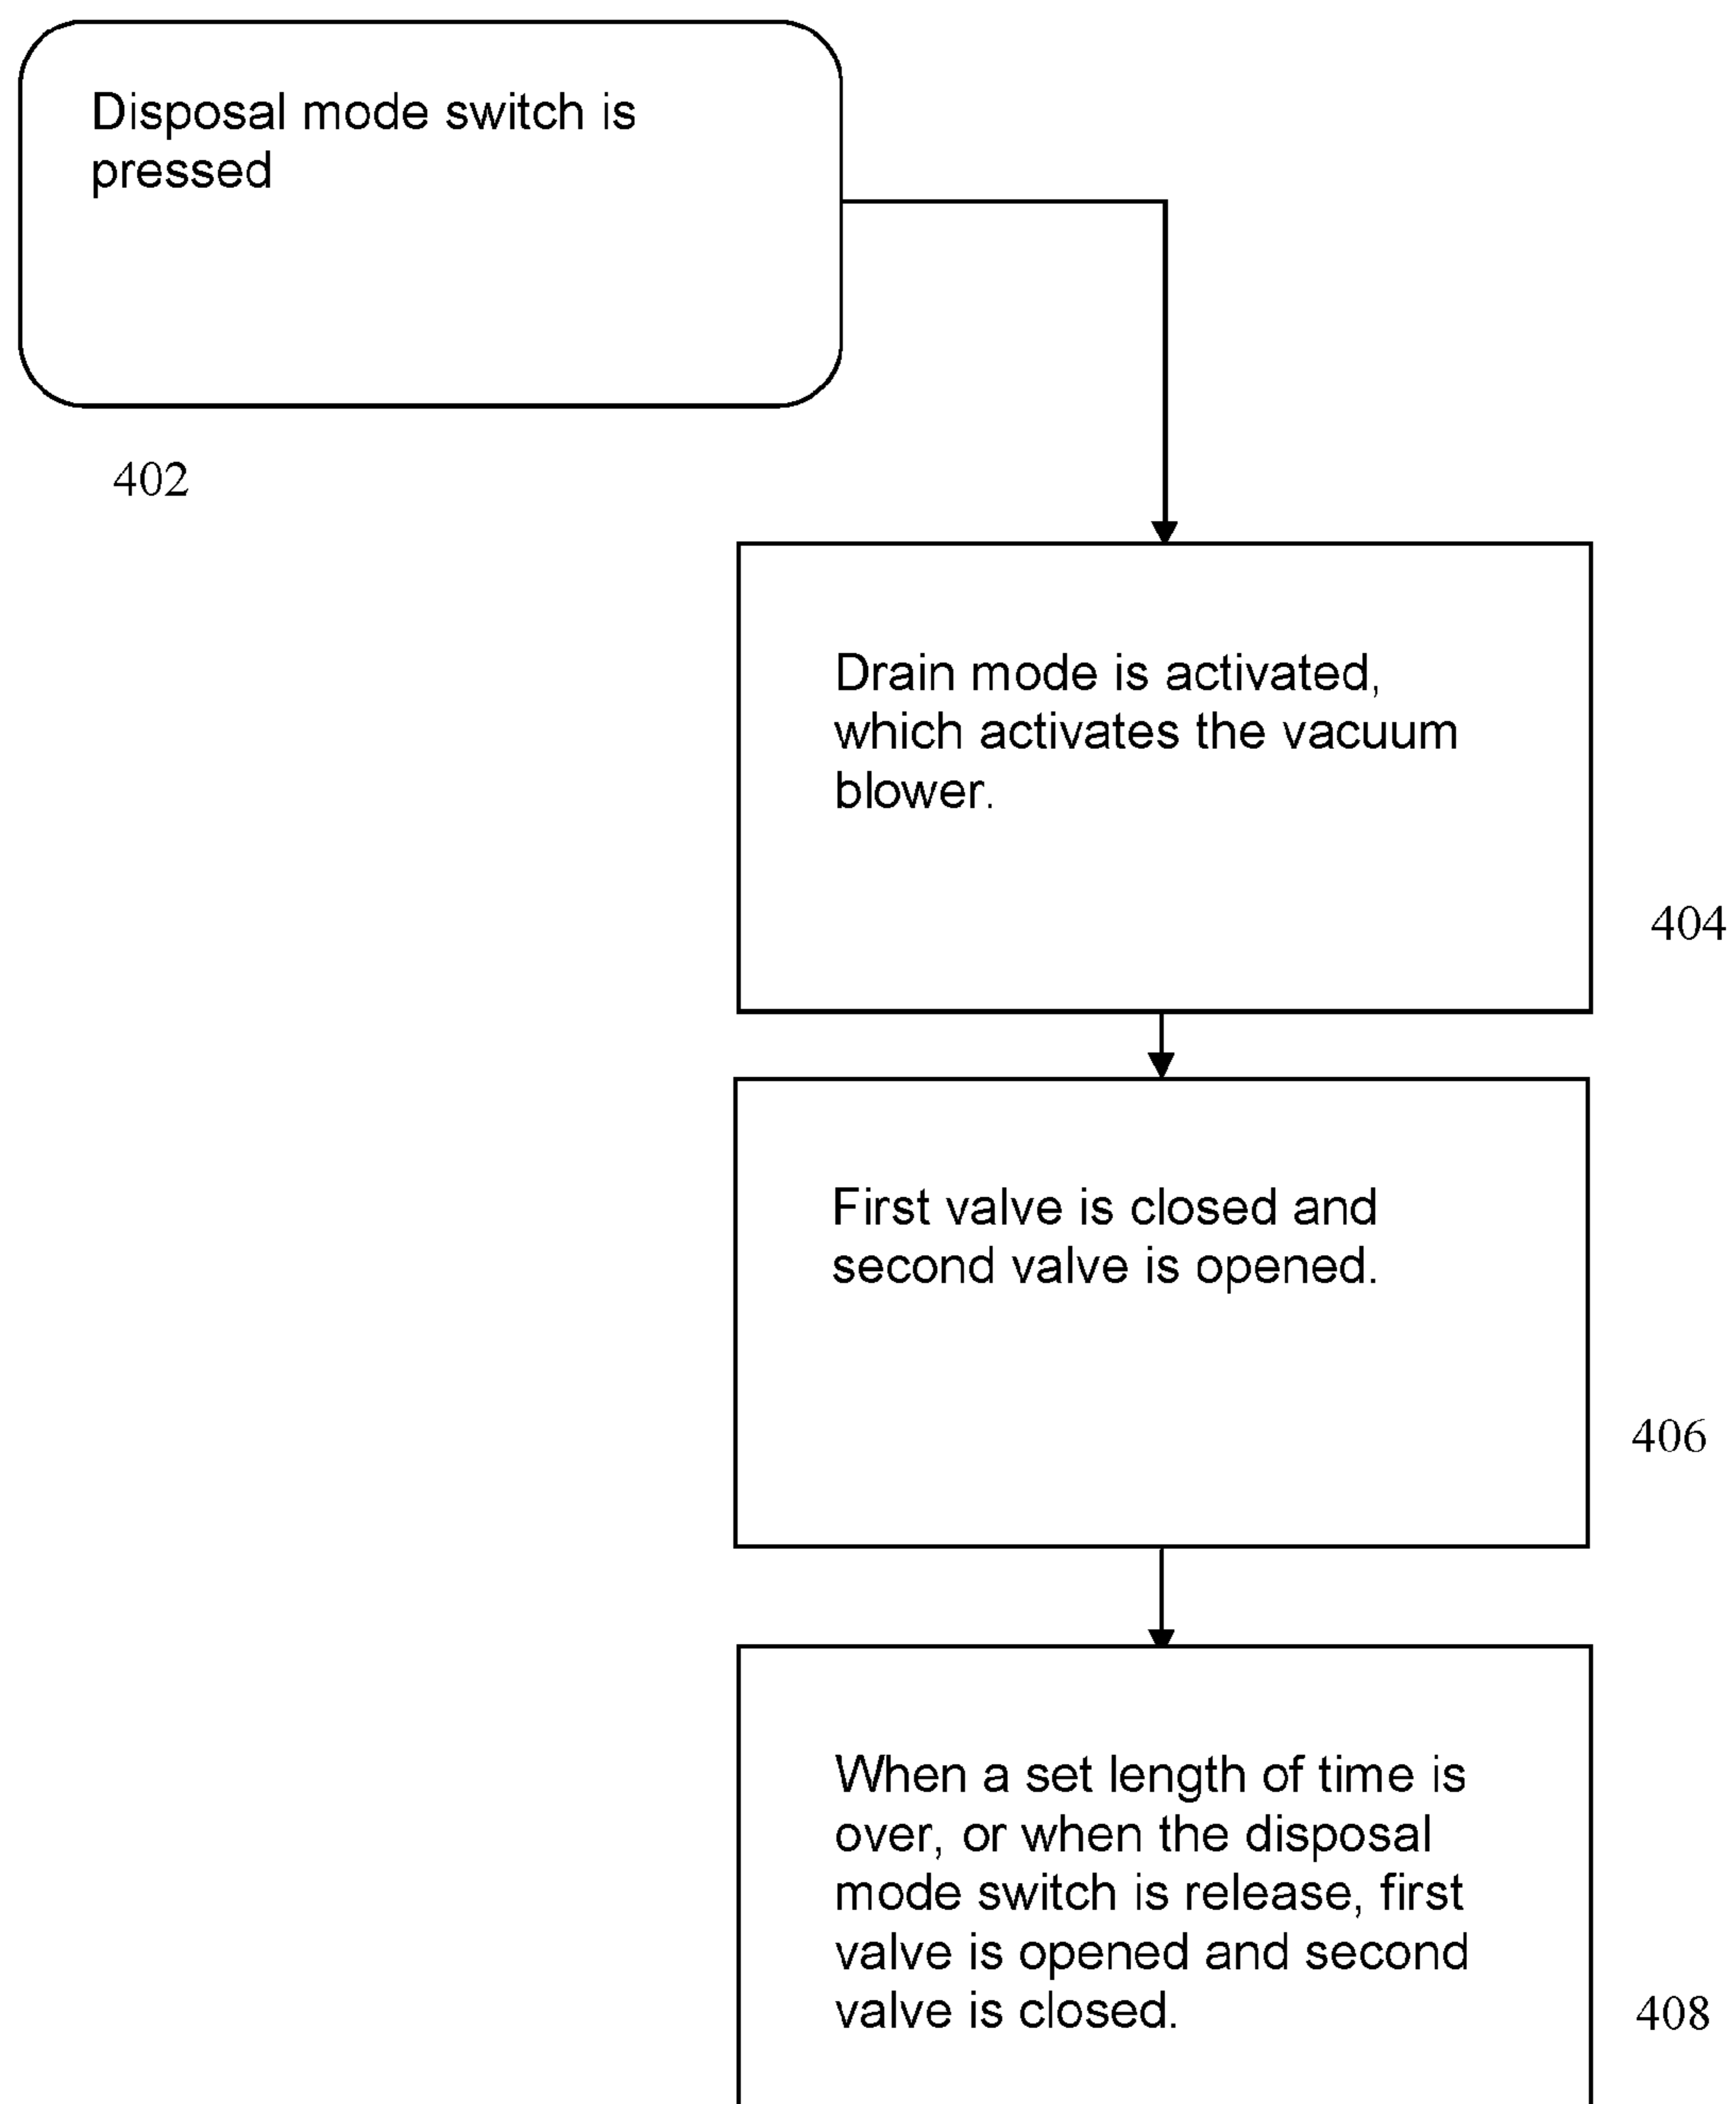 Disposal mode switch is
pressed
402
Drain mode is activated,
which activates the vacuum
blower.
404
First valve is closed and
second valve is opened.
406
When a set length of time is
over, or when the disposal
mode switch is release, first
valve is opened and second
valve is closed.
408